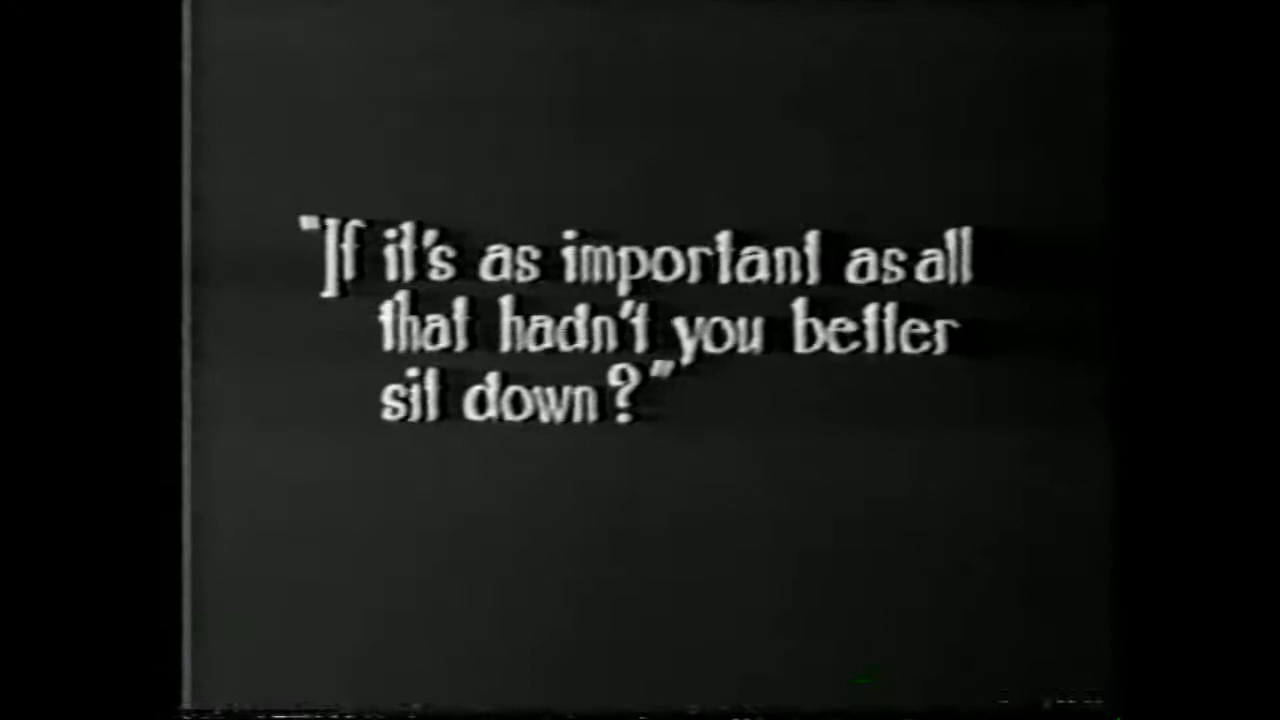 "If it's as important as all
that hadn't you better
sit down?"